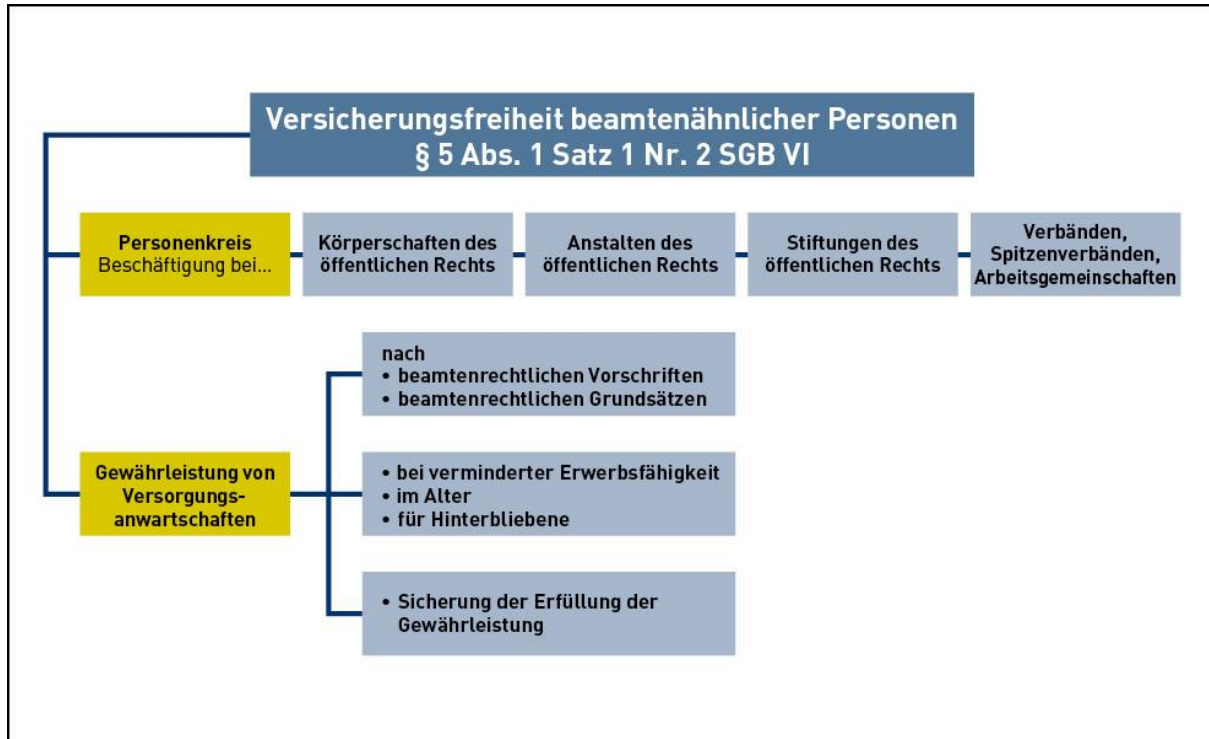 Versicherungsfreiheit beamtenähnlicher Personen
§ 5 Abs. 1 Satz 1 Nr. 2 SGB VI
Personenkreis
Beschäftigung bei...
Körperschaften des
öffentlichen Rechts
Anstalten des
öffentlichen Rechts
Stiftungen des
öffentlichen Rechts
Verbänden,
Spitzenverbänden,
Arbeitsgemeinschaften
Gewährleistung von
Versorgungs-
anwartschaften
nach
• beamtenrechtlichen Vorschriften
• beamtenrechtlichen Grundsätzen
• bei verminderter Erwerbsfähigkeit
• im Alter
• für Hinterbliebene
• Sicherung der Erfüllung der
Gewährleistung